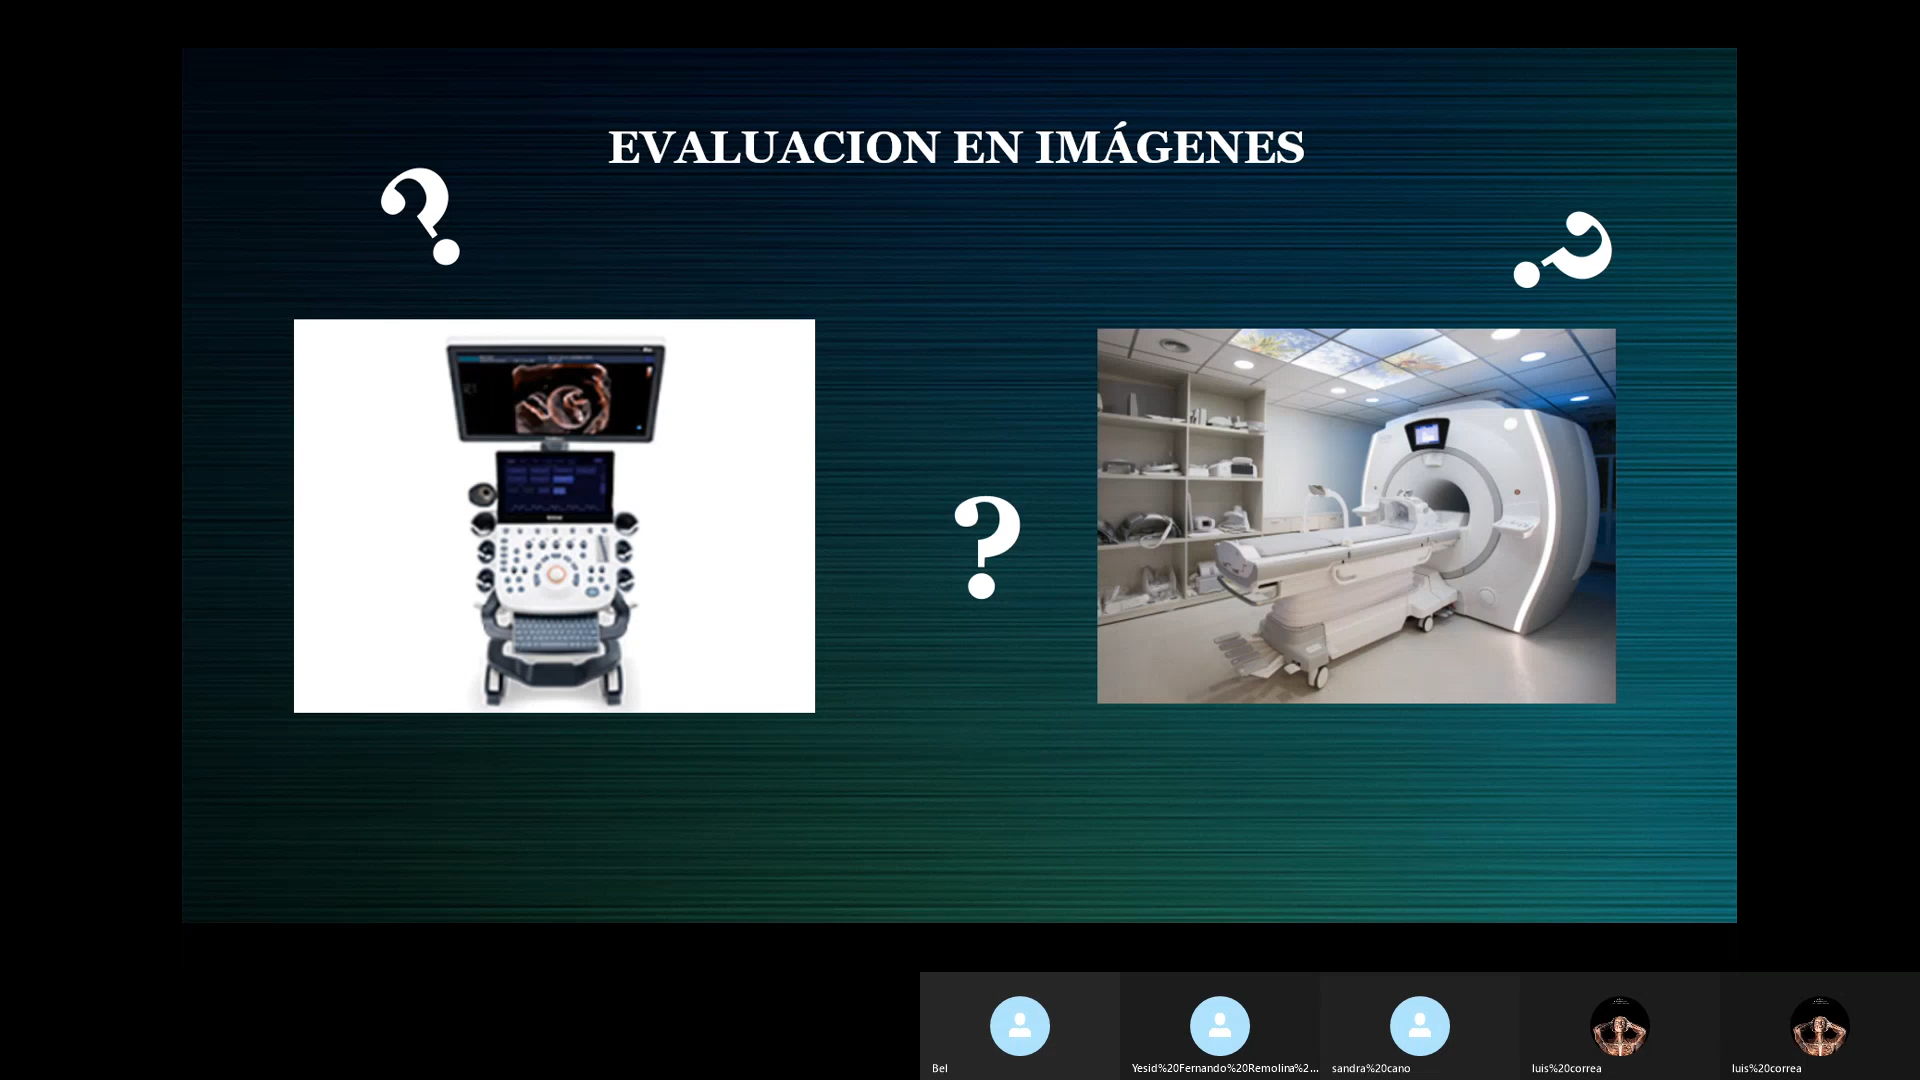 EVALUACION EN IMÁGENES
?
?
?
Bel
Yesid%20Fernando%20Remolina%2...
sandra%20cano
luis%20correa
luis%20correa